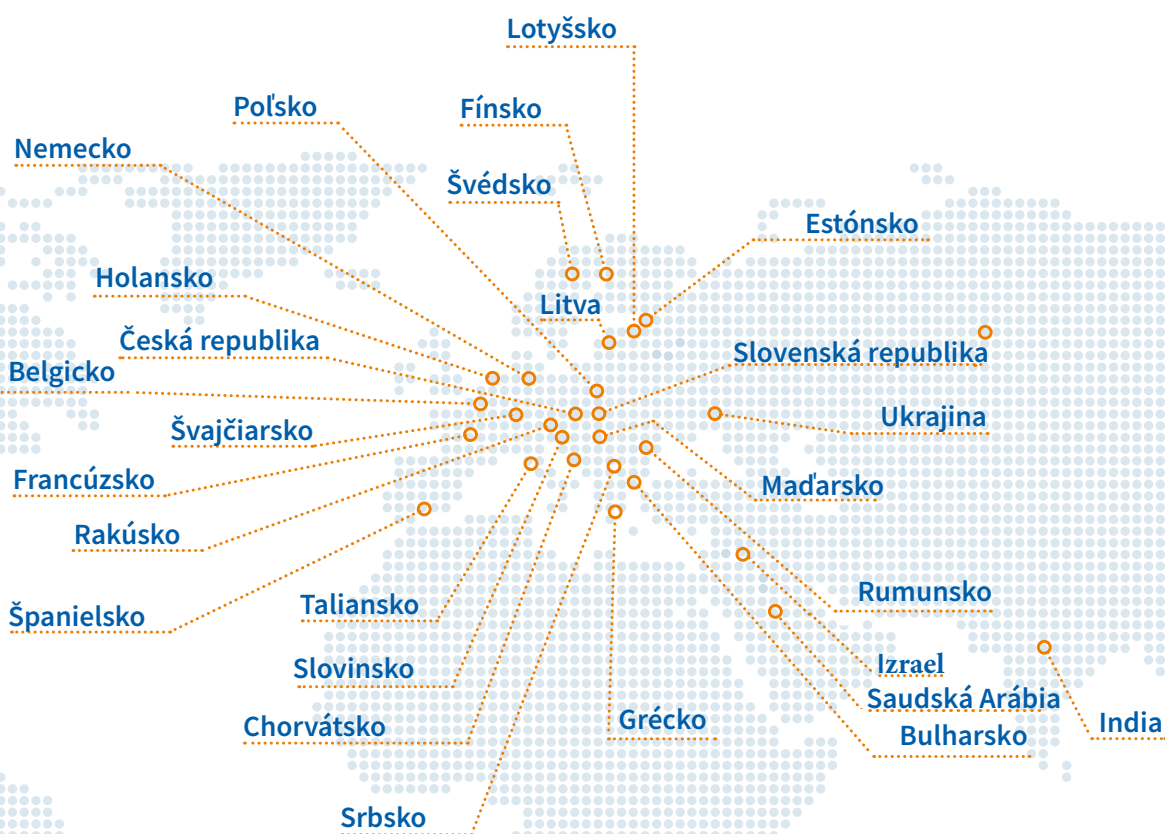 Lotyšsko
Poľsko
Fínsko
Nemecko
Švédsko
Estónsko
Holansko
Litva
Česká republika
Slovenská republika
Belgicko
Ukrajina
Švajčiarsko
Francúzsko
Maďarsko
Rakúsko
Rumunsko
Španielsko
Taliansko
Izrael
Slovinsko
Saudská Arábia
Chorvátsko
Grécko
India
Bulharsko
Srbsko